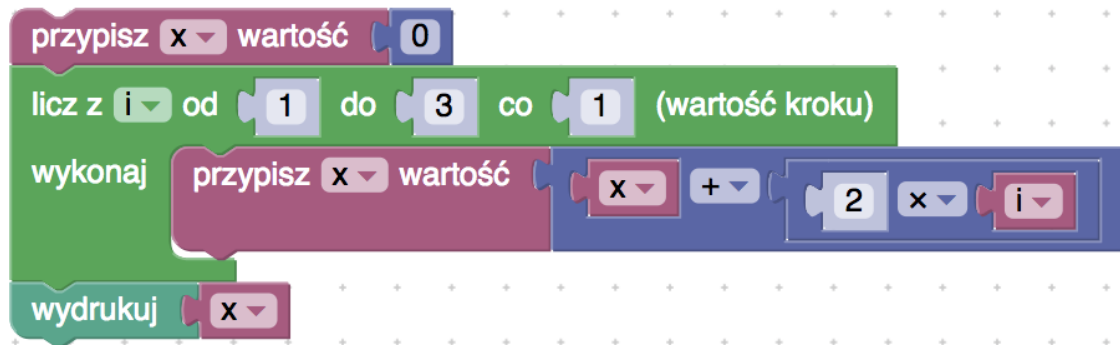 przypisz x wartość 0
licz z i od 1 do 3 co 1 (wartość kroku)
wykonaj przypisz x wartość x + 2 × i
wydrukuj x